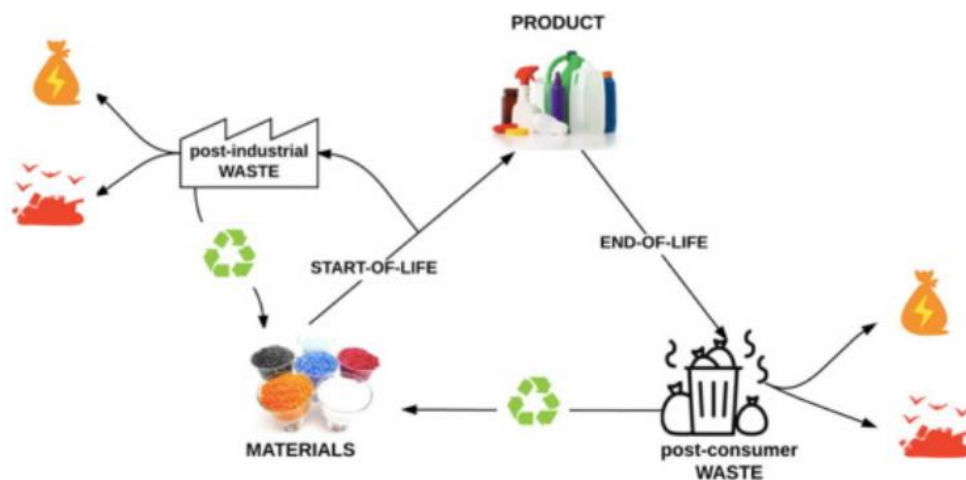 PRODUCT
post-industrial
WASTE
START-OF-LIFE
END-OF-LIFE
MATERIALS
post-consumer
WASTE